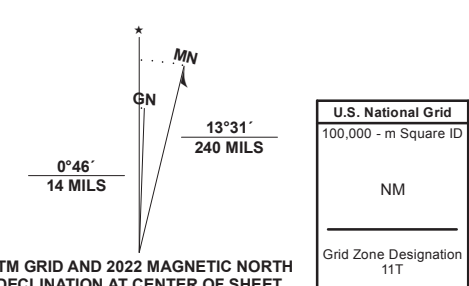 ★
MN
GN
13°31´
240 MILS
0°46´
14 MILS
TM GRID AND 2022 MAGNETIC NORTH
DECLINATION AT CENTER OF SHEET
U.S. National Grid
100,000 - m Square ID
NM
Grid Zone Designation
11T